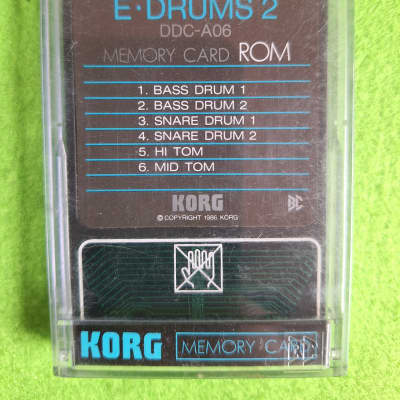 E·DRUMS 2
DDC-A06
MEMORY CARD ROM
1. BASS DRUM 1
2. BASS DRUM 2
3. SNARE DRUM 1
4. SNARE DRUM 2
5. HI TOM
6. MID TOM
KORG
© COPYRIGHT 1986 KORG
KORG MEMORY CARD